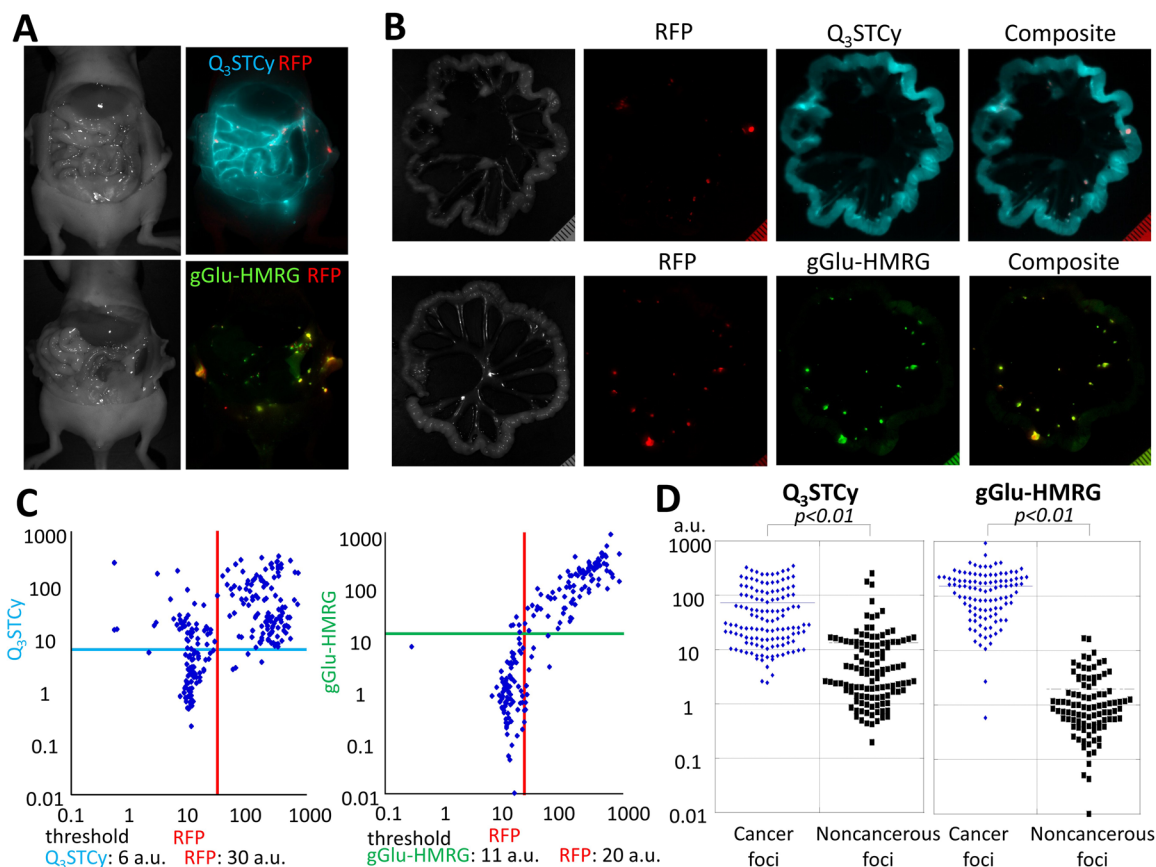 A
Q₃STCy RFP
gGlu-HMRG RFP
B
RFP
Q₃STCy
Composite
RFP
gGlu-HMRG
Composite
C
Q₃STCy
1000
100
10
1
0.1
0.01
0.1
1
10
100
1000
threshold
RFP
Q₃STCy: 6 a.u. RFP: 30 a.u.
gGlu-HMRG
1000
100
10
1
0.1
0.01
0.1
1
10
100
1000
threshold
RFP
gGlu-HMRG: 11 a.u. RFP: 20 a.u.
D
Q₃STCy
gGlu-HMRG
p<0.01
p<0.01
a.u.
1000
100
10
1
0.1
0.01
Cancer
foci
Noncancerous
foci
Cancer
foci
Noncancerous
foci